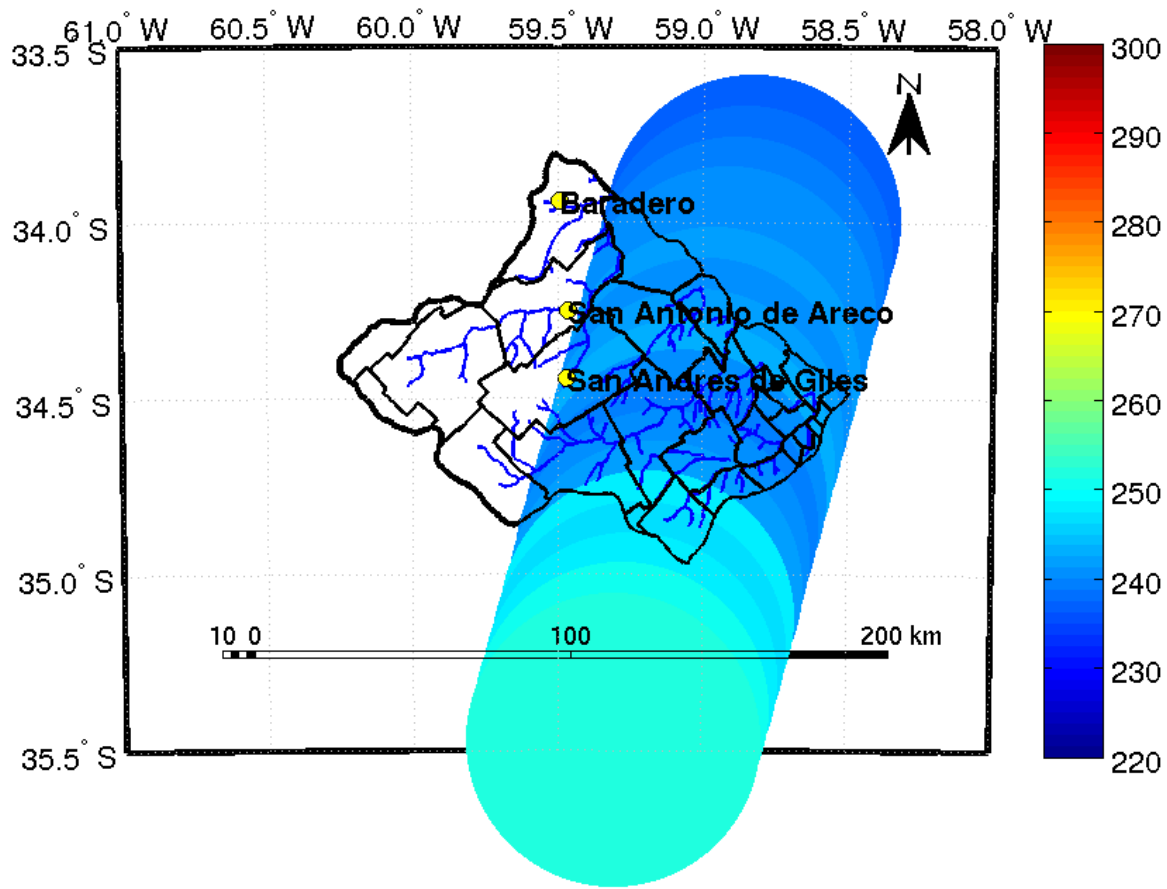 61.0° W 60.5° W 60.0° W 59.5° W 59.0° W 58.5° W 58.0° W
33.5° S
34.0° S
34.5° S
35.0° S
35.5° S
N
Baradero
San Antonio de Areco
San Andres de Giles
10 0 100 200 km
300
290
280
270
260
250
240
230
220